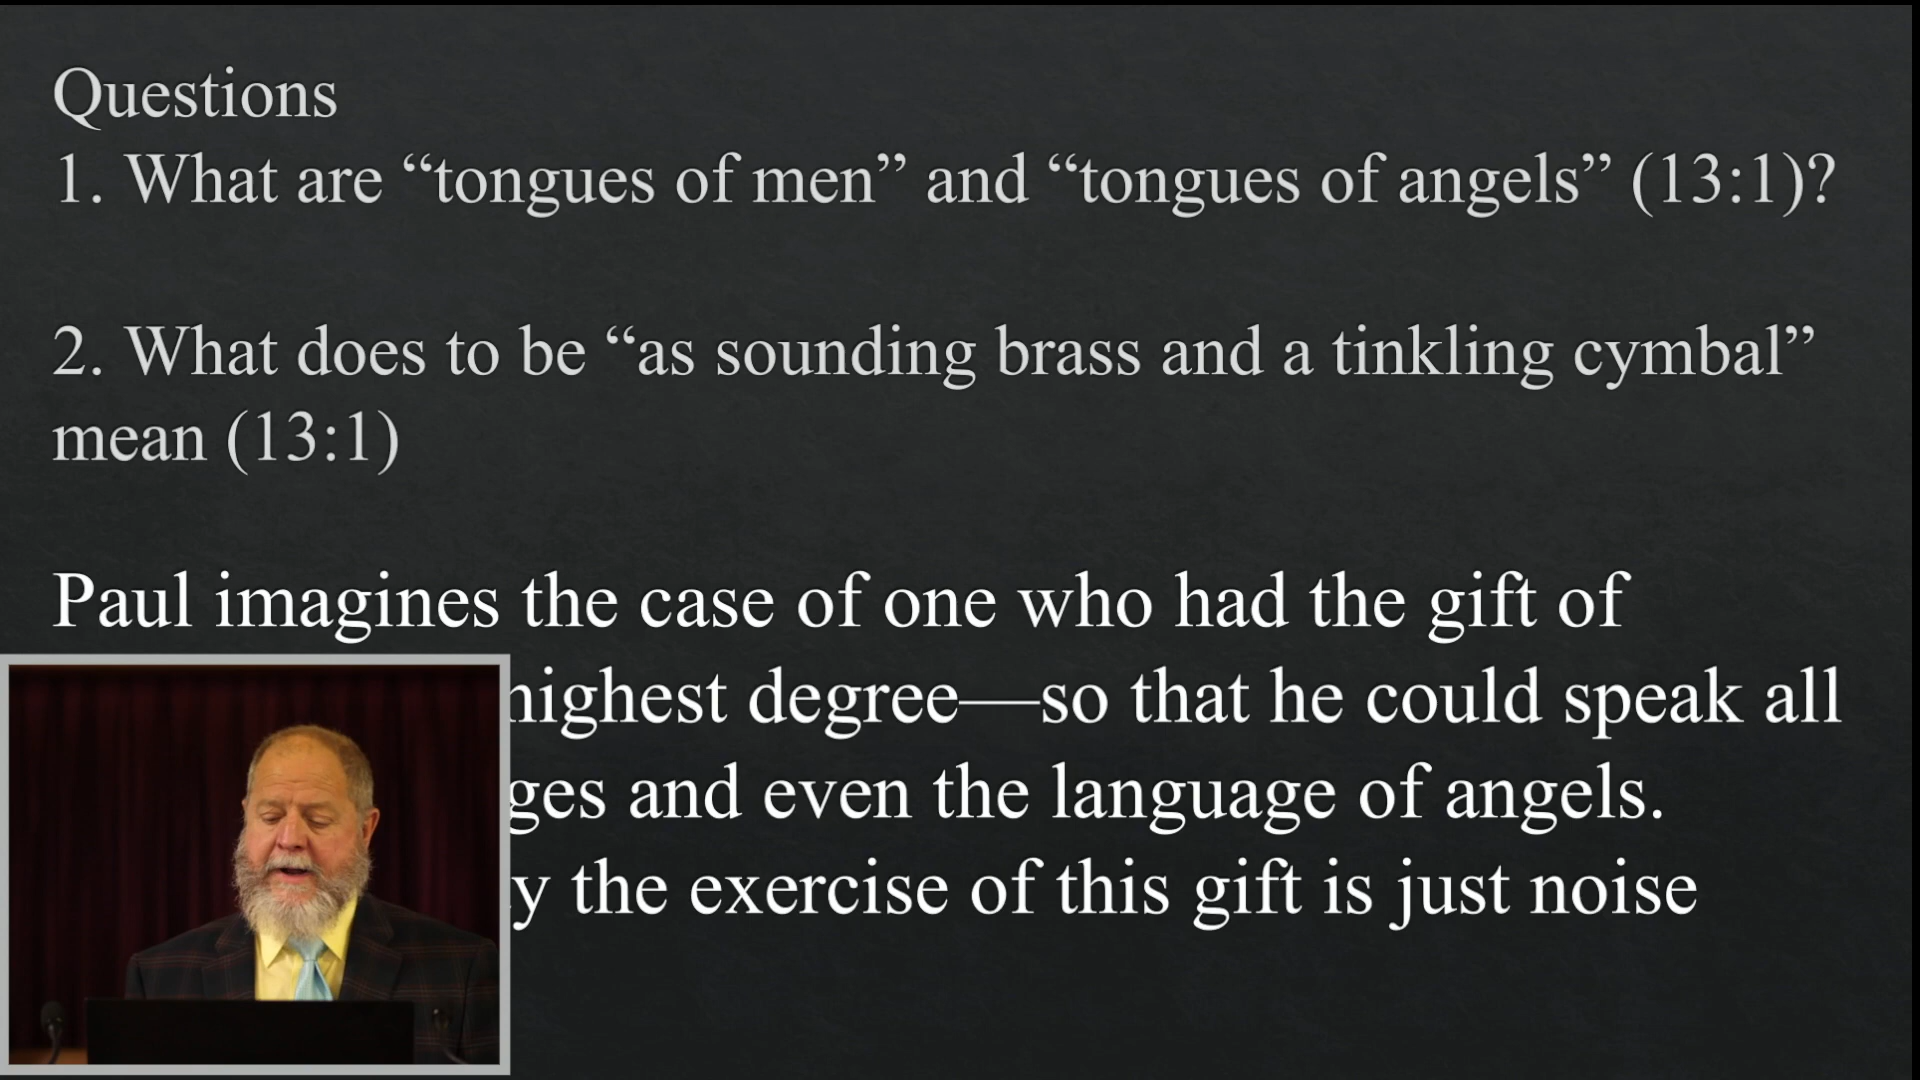 Questions
1. What are “tongues of men” and “tongues of angels” (13:1)?
2. What does to be “as sounding brass and a tinkling cymbal”
mean (13:1)
Paul imagines the case of one who had the gift of
highest degree—so that he could speak all
and even the language of angels.
the exercise of this gift is just noise